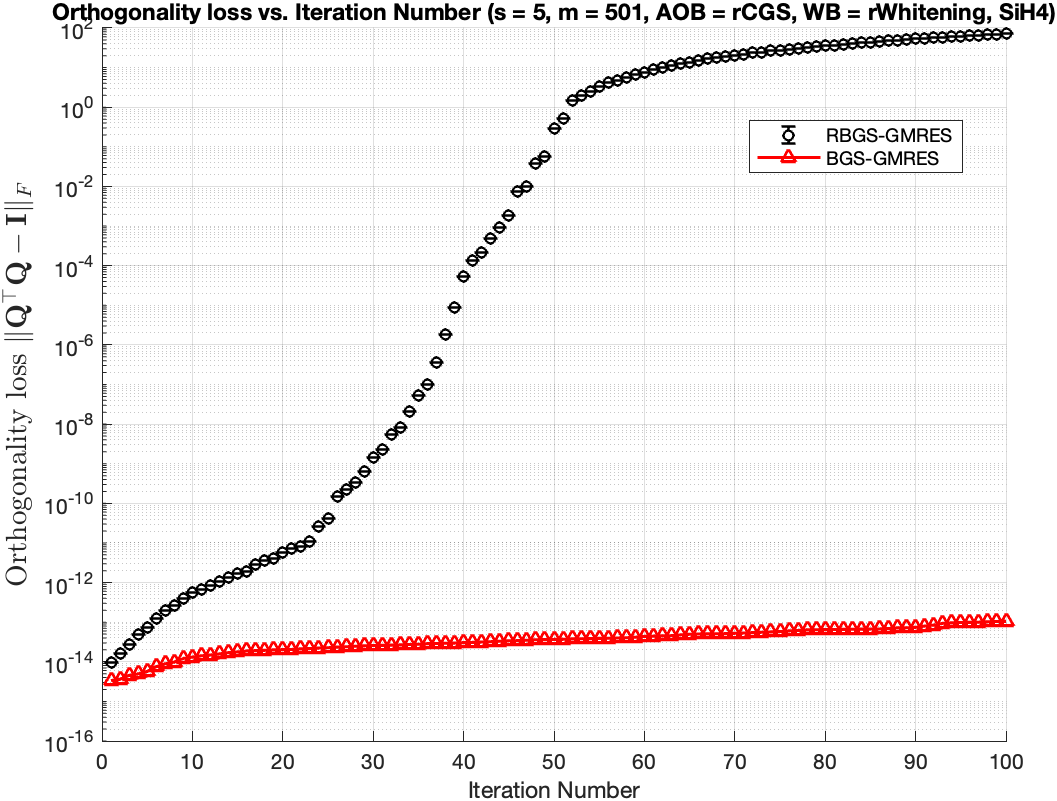 Orthogonality loss vs. Iteration Number (s = 5, m = 501, AOB = rCGS, WB = rWhitening, SiH4)
Orthogonality loss ‖Q⊤Q − I‖F
10^2
10^0
10^-2
10^-4
10^-6
10^-8
10^-10
10^-12
10^-14
10^-16
RBGS-GMRES
BGS-GMRES
0 10 20 30 40 50 60 70 80 90 100
Iteration Number